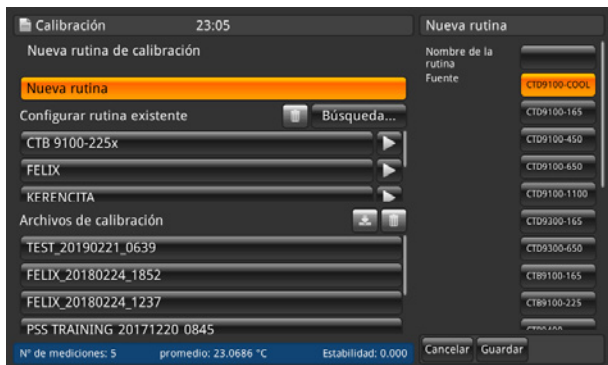 Calibración 23:05
Nueva rutina de calibración
Nueva rutina
Configurar rutina existente Búsqueda...
CTB 9100-225x
FELIX
KERENCITA
Archivos de calibración
TEST_20190221_0639
FELIX_20180224_1852
FELIX_20180224_1237
PSS TRAINING 20171220 0845
Nº de mediciones: 5 promedio: 23.0686 °C Estabilidad: 0.000
Nueva rutina
Nombre de la
rutina
Fuente
CTD9100-COOL
CTD9100-165
CTD9100-450
CTD9100-650
CTD9100-1100
CTD9300-165
CTD9300-650
CTB9100-165
CTB9100-225
Cancelar Guardar